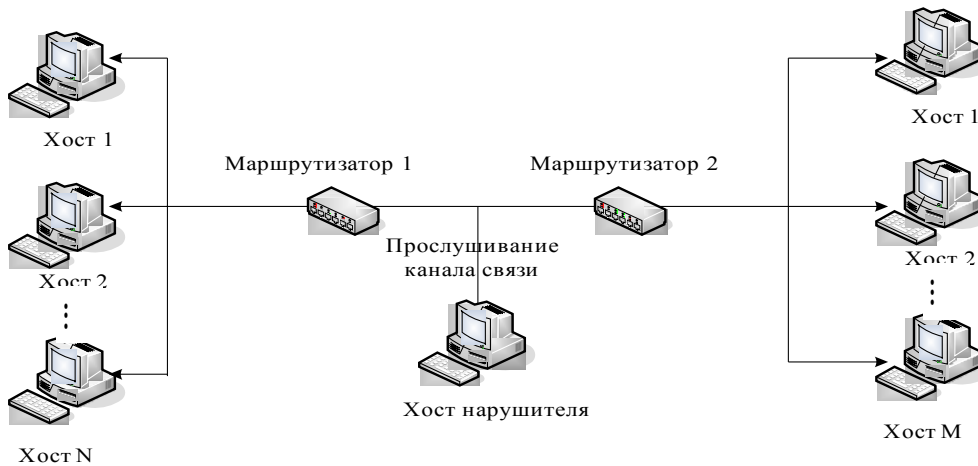 Хост 1
Хост 1
Маршрутизатор 1
Маршрутизатор 2
Прослушивание
канала связи
Хост 2
Хост 2
Хост нарушителя
Хост N
Хост M